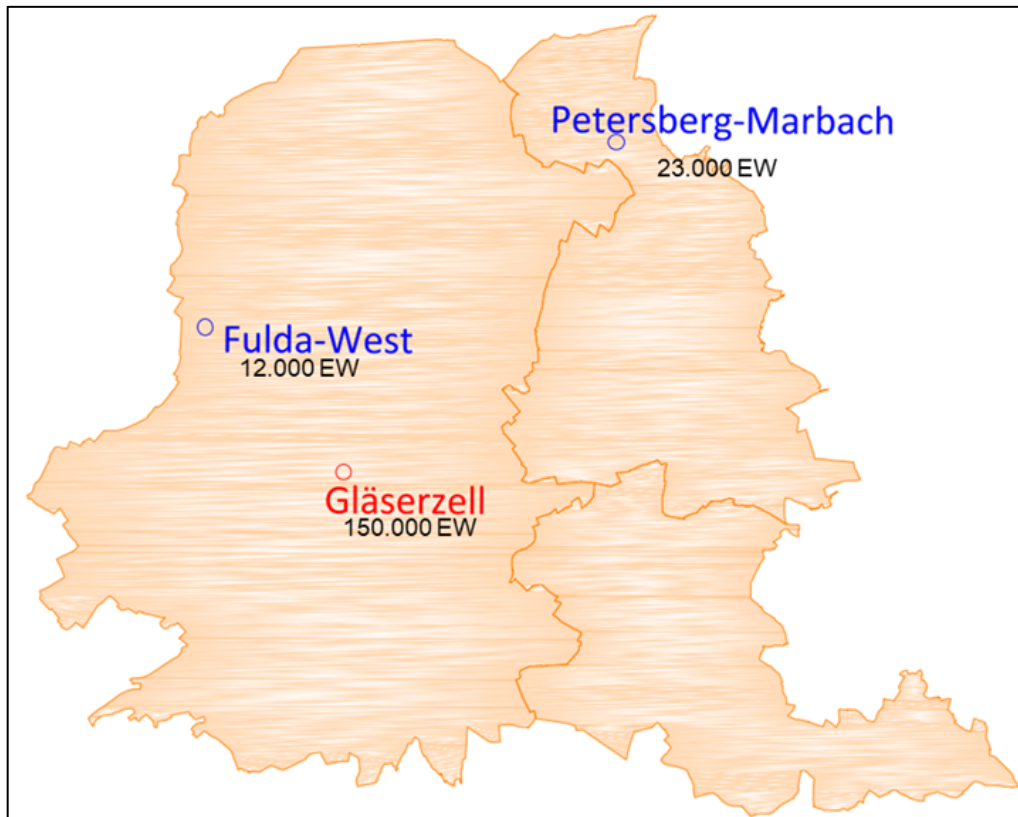 Petersberg-Marbach
23.000 EW
Fulda-West
12.000 EW
Gläserzell
150.000 EW